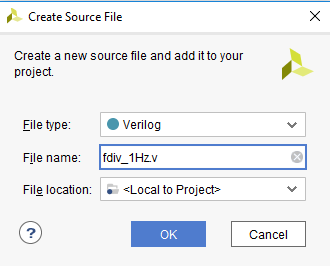 Create Source File
Create a new source file and add it to your
project.
File type: Verilog
File name: fdiv_1Hz.v
File location: <Local to Project>
? OK Cancel